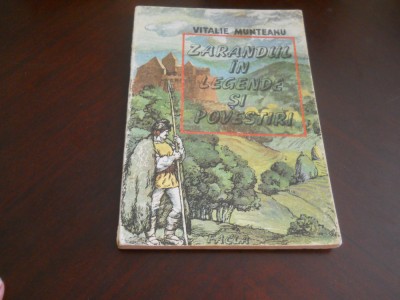 VITALIE MUNTEANU
ZARANDUL
ÎN
LEGENDE
ȘI
POVESTIRI
FACLA